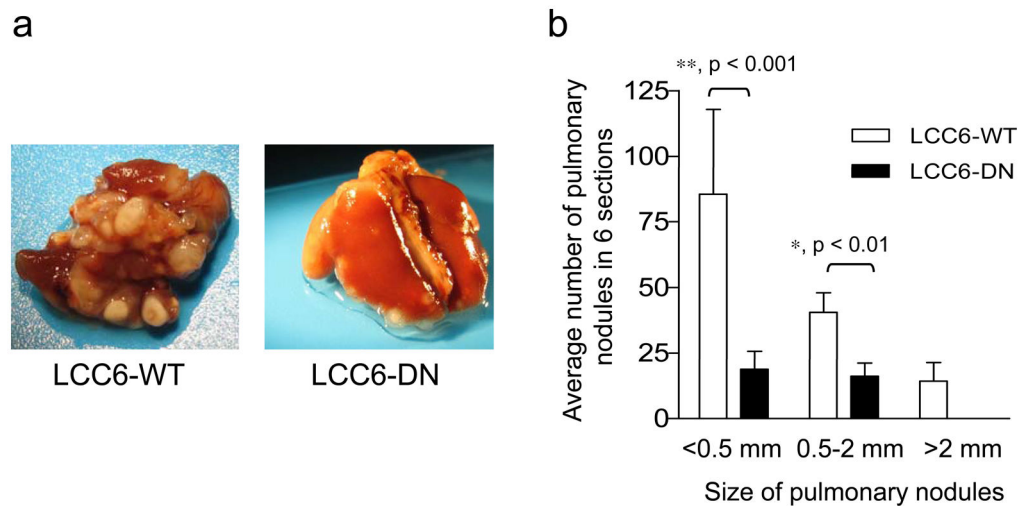 a
LCC6-WT
LCC6-DN
b
Average number of pulmonary
nodules in 6 sections
125
100
75
50
25
0
**, p < 0.001
*, p < 0.01
LCC6-WT
LCC6-DN
<0.5 mm
0.5-2 mm
>2 mm
Size of pulmonary nodules